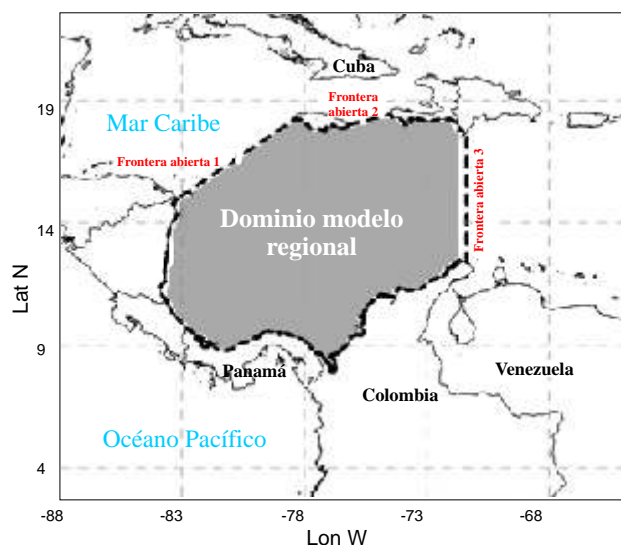 Cuba
19
Frontera
abierta 2
Mar Caribe
Frontera abierta 1
Frontera abierta 3
Dominio modelo
regional
14
Lat N
9
Panamá
Venezuela
Colombia
Océano Pacífico
4
-88
-83
-78
-73
-68
Lon W